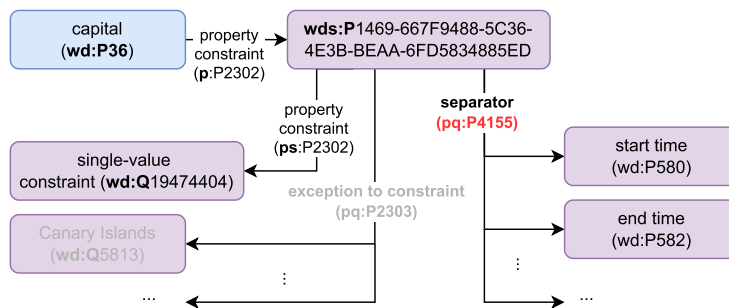 capital
(wd:P36)
property
constraint
(p:P2302)
wds:P1469-667F9488-5C36-
4E3B-BEAA-6FD5834885ED
property
constraint
(ps:P2302)
separator
(pq:P4155)
single-value
constraint (wd:Q19474404)
start time
(wd:P580)
exception to constraint
(pq:P2303)
Canary Islands
(wd:Q5813)
end time
(wd:P582)
...
...
...
...